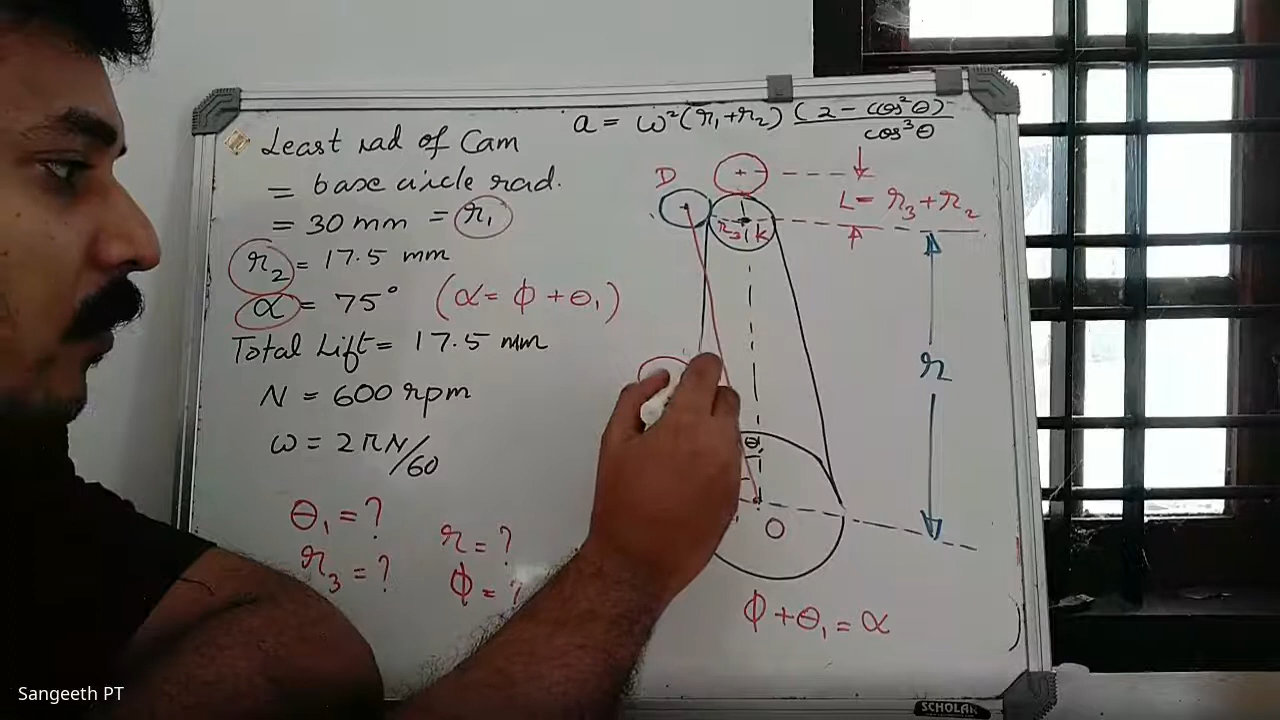 a = ω²(r₁+r₂) (2 - cos²θ) / cos³θ
Least rad of Cam
= base circle rad.
= 30 mm = r₁
r₂ = 17.5 mm
α = 75° (α = ϕ + θ₁)
Total Lift = 17.5 mm
N = 600 rpm
ω = 2πN/60
θ₁ = ?
r = ?
r₃ = ?
ϕ = ?
D
L = r₃ + r₂
r₃ K
r
θ₁
O
ϕ + θ₁ = α
Sangeeth PT
SCHOLAR